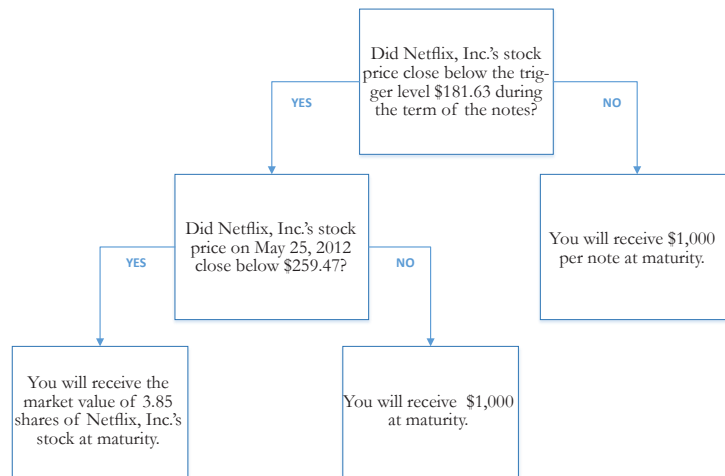 Did Netflix, Inc.'s stock
price close below the trig-
ger level $181.63 during
the term of the notes?
YES
NO
Did Netflix, Inc.'s stock
price on May 25, 2012
close below $259.47?
You will receive $1,000
per note at maturity.
YES
NO
You will receive the
market value of 3.85
shares of Netflix, Inc.'s
stock at maturity.
You will receive $1,000
at maturity.